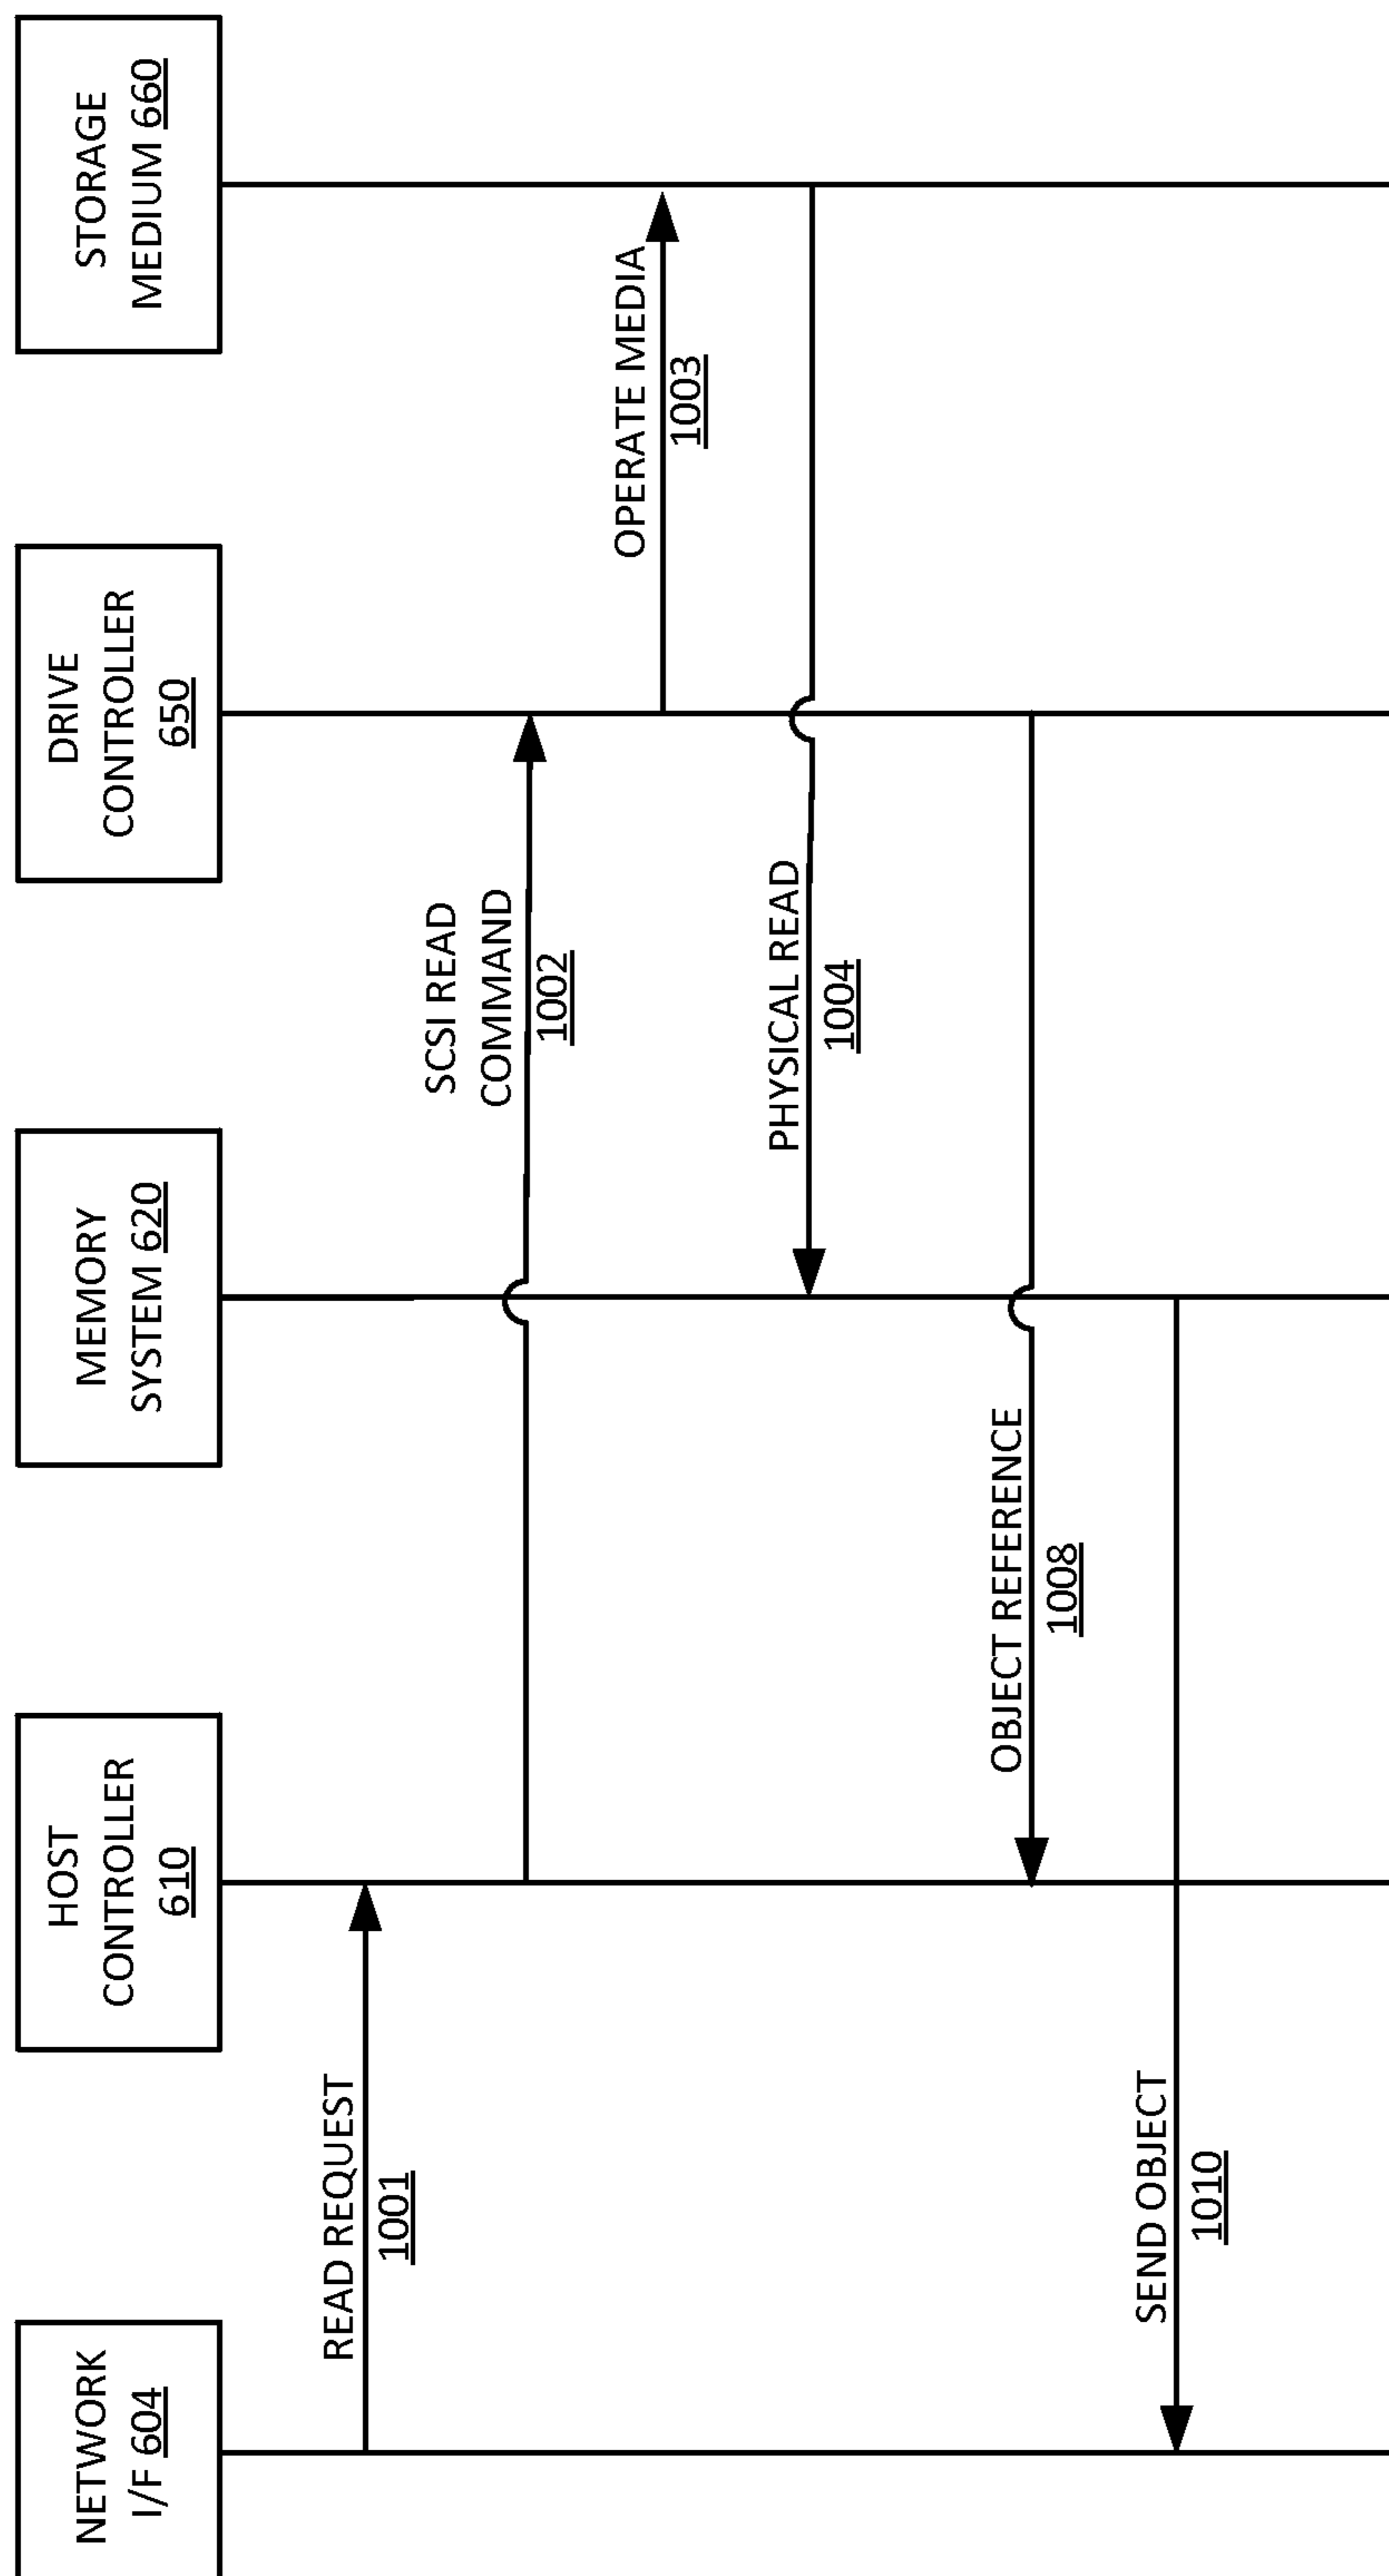 NETWORK
I/F 604
HOST
CONTROLLER
610
MEMORY
SYSTEM 620
DRIVE
CONTROLLER
650
STORAGE
MEDIUM 660
READ REQUEST
1001
SCSI READ
COMMAND
1002
OPERATE MEDIA
1003
PHYSICAL READ
1004
OBJECT REFERENCE
1008
SEND OBJECT
1010